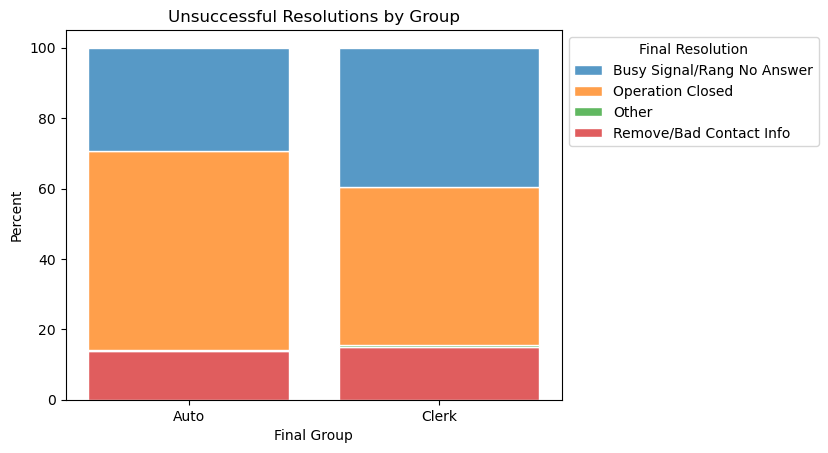 Unsuccessful Resolutions by Group
Final Resolution
Busy Signal/Rang No Answer
Operation Closed
Other
Remove/Bad Contact Info
Percent
100
80
60
40
20
0
Auto
Clerk
Final Group